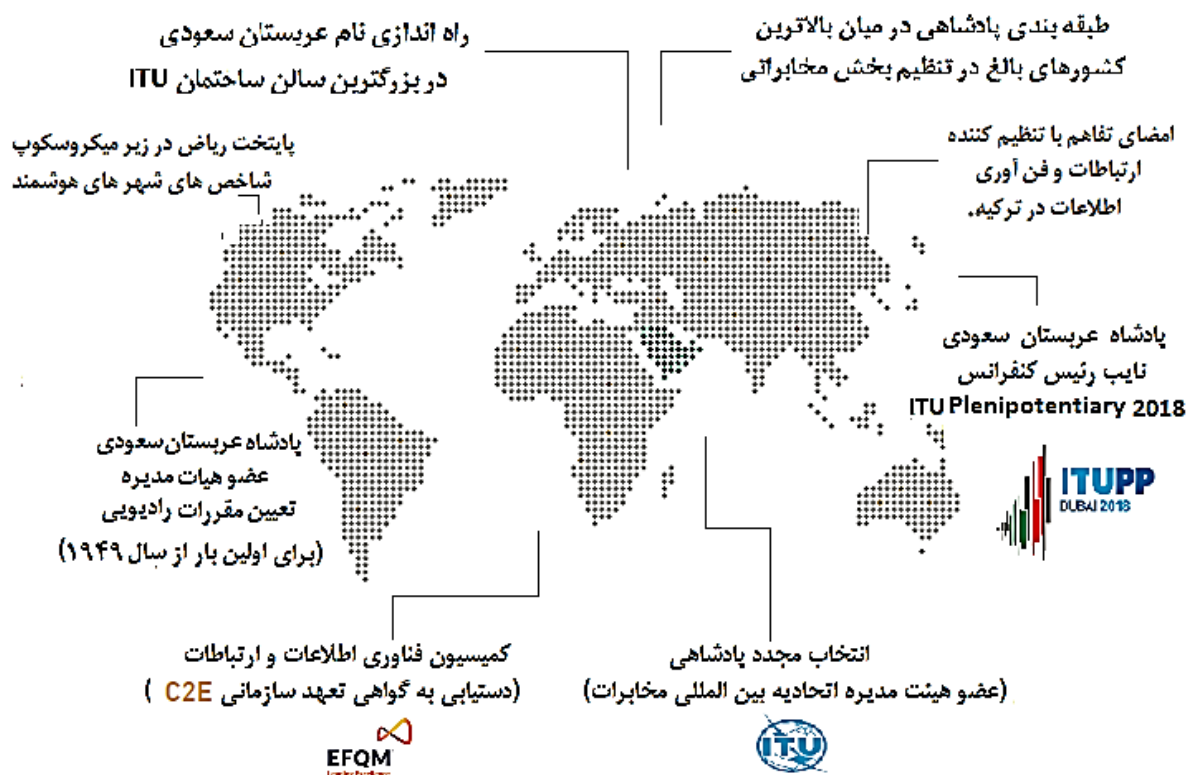 راه اندازی نام عربستان سعودی
در بزرگترین سالن ساختمان ITU
طبقه بندی پادشاهی در میان بالاترین
کشورهای بالغ در تنظیم بخش مخابراتی
پایتخت ریاض در زیر میکروسکوپ
شاخص های شهر های هوشمند
امضای تفاهم با تنظیم کننده
ارتباطات و فن آوری
اطلاعات در ترکیه.
پادشاه عربستان سعودی
نایب رئیس کنفرانس
ITU Plenipotentiary 2018
ITUPP
DUBAI 2018
پادشاه عربستان سعودی
عضو هیات مدیره
تعیین مقررات رادیویی
(برای اولین بار از سال ۱۹۴۹)
کمیسیون فناوری اطلاعات و ارتباطات
(دستیابی به گواهی تعهد سازمانی C2E )
EFQM
Leading Excellence
انتخاب مجدد پادشاهی
(عضو هیئت مدیره اتحادیه بین المللی مخابرات)
ITU